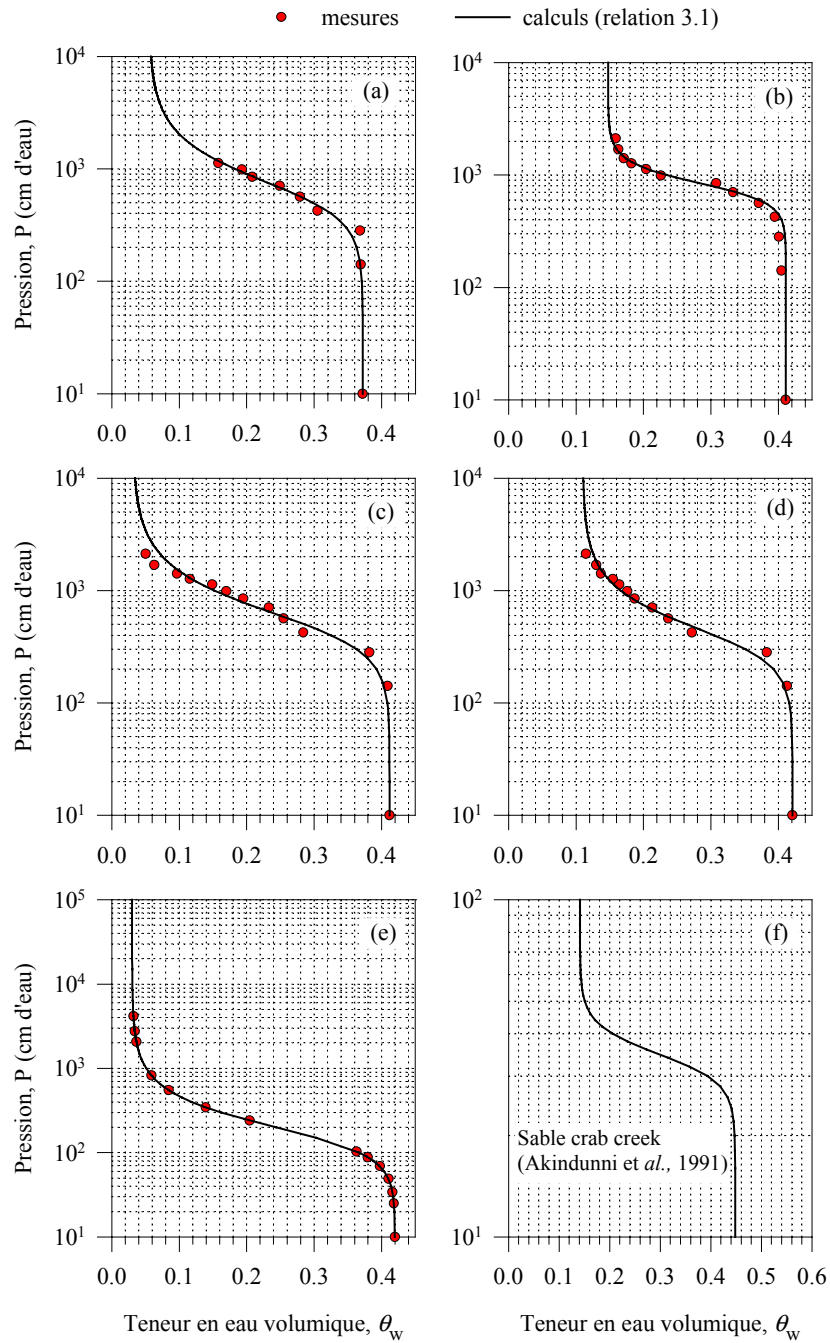 mesures calculs (relation 3.1)
10⁴ 10³ 10² 10¹
Pression, P (cm d'eau)
(a)
0.0 0.1 0.2 0.3 0.4
10⁴ 10³ 10² 10¹
(b)
0.0 0.1 0.2 0.3 0.4
10⁴ 10³ 10² 10¹
Pression, P (cm d'eau)
(c)
0.0 0.1 0.2 0.3 0.4
10⁴ 10³ 10² 10¹
(d)
0.0 0.1 0.2 0.3 0.4
10⁵ 10⁴ 10³ 10² 10¹
Pression, P (cm d'eau)
(e)
0.0 0.1 0.2 0.3 0.4
Teneur en eau volumique, θw
10² 10¹
(f)
Sable crab creek
(Akindunni et al., 1991)
0.0 0.1 0.2 0.3 0.4 0.5 0.6
Teneur en eau volumique, θw